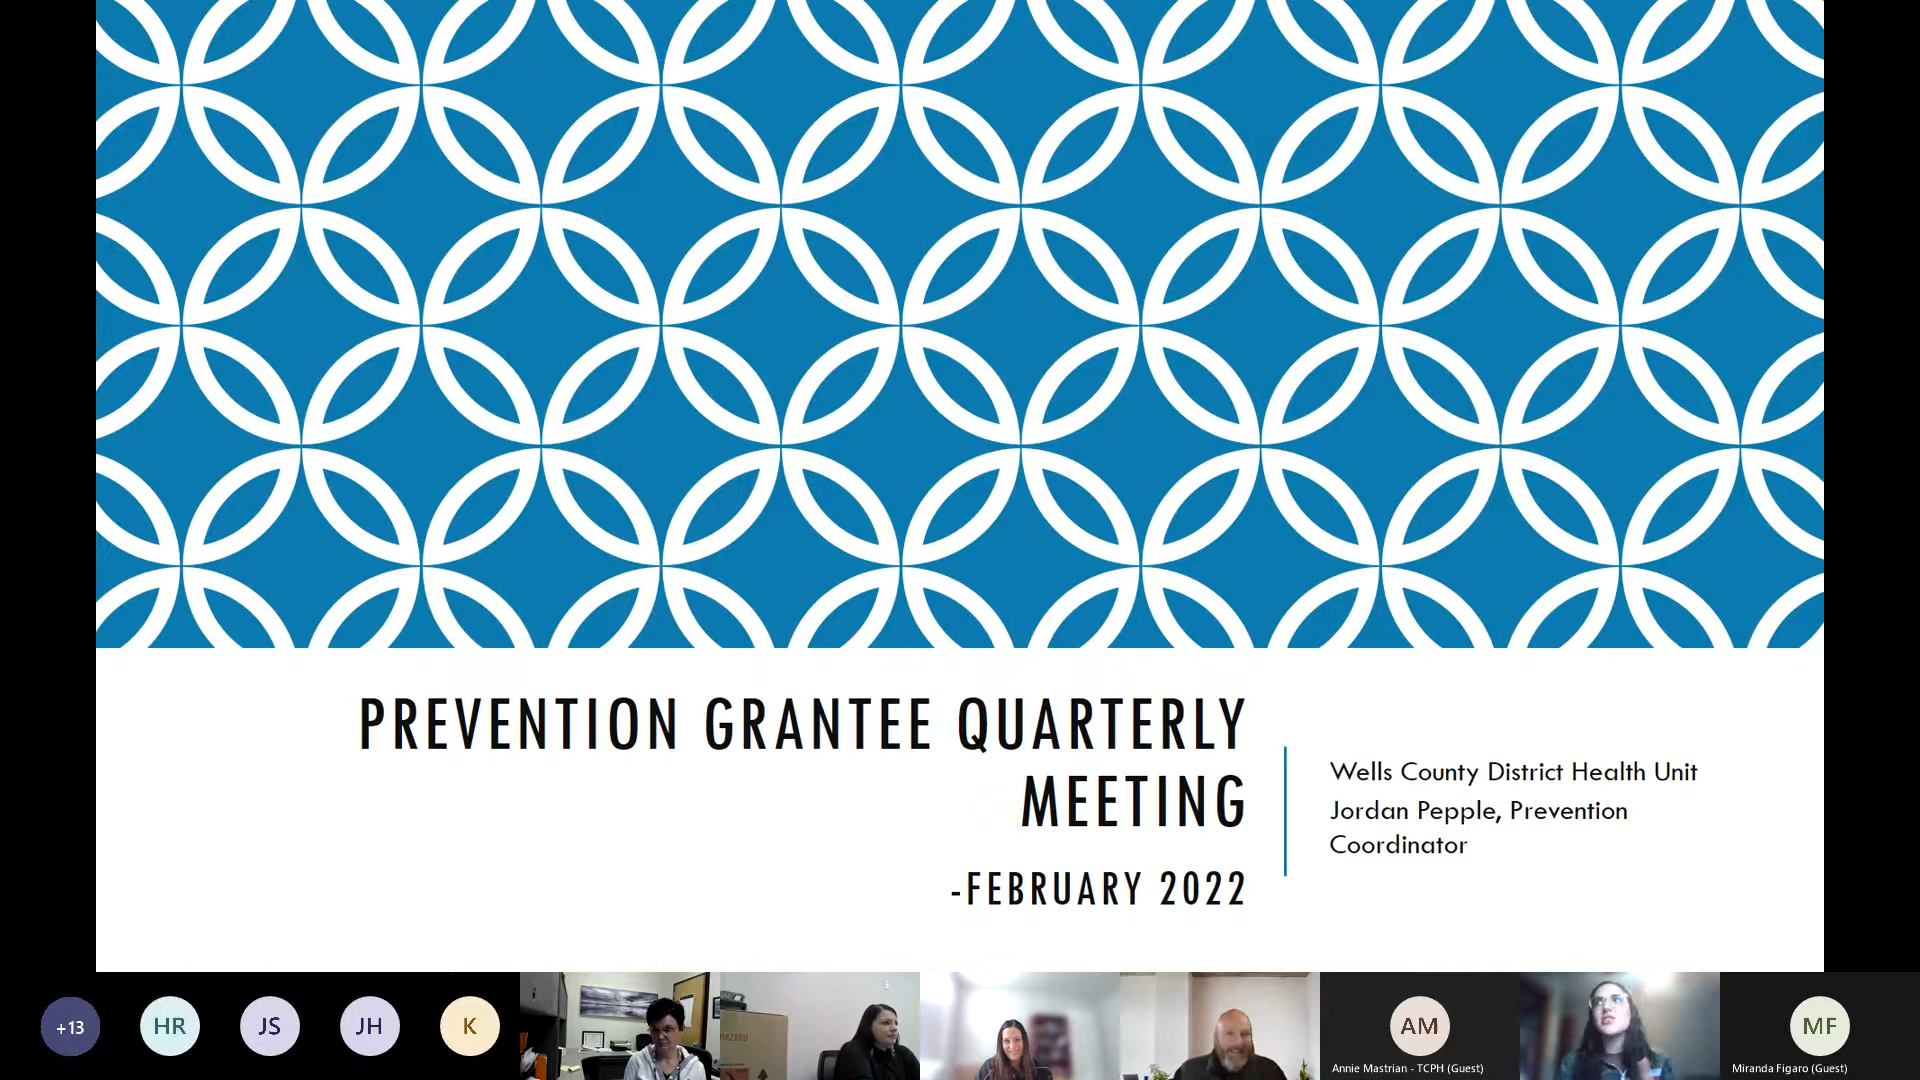 PREVENTION GRANTEE QUARTERLY
MEETING
-FEBRUARY 2022
Wells County District Health Unit
Jordan Pepple, Prevention
Coordinator
+13
HR
JS
JH
K
HAZARD
AM
Annie Mastrian - TCPH (Guest)
MF
Miranda Figaro (Guest)